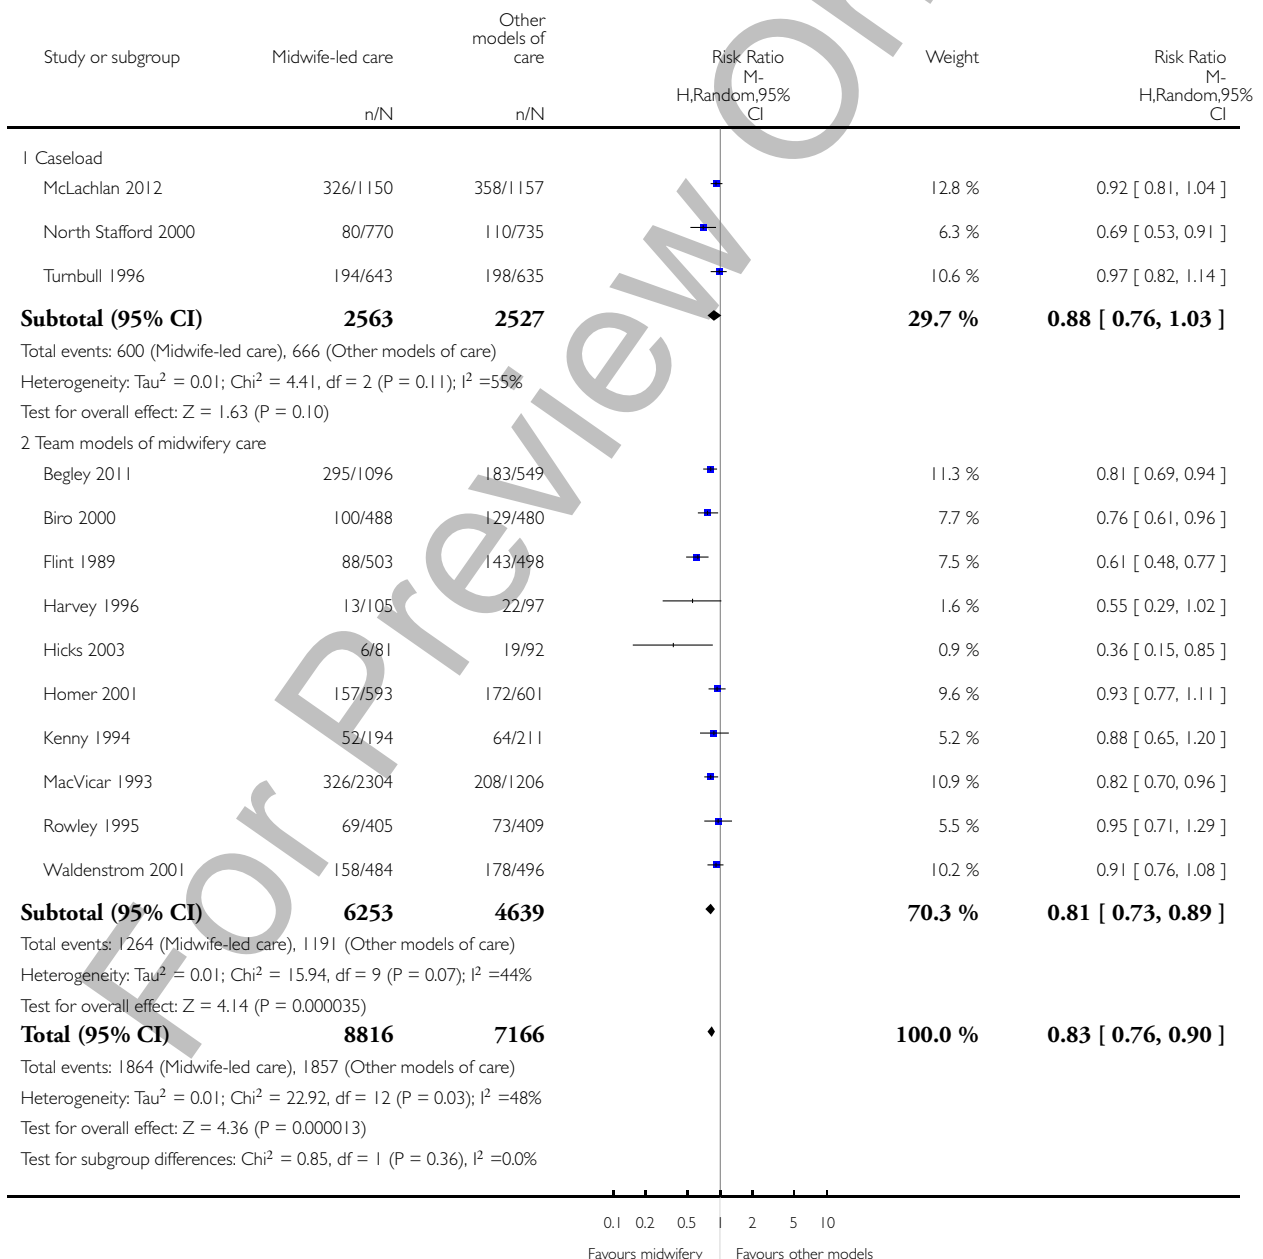 Study or subgroup Midwife-led care Other models of care Risk Ratio M-H,Random,95% CI Weight Risk Ratio M-H,Random,95% CI
n/N n/N
1 Caseload
McLachlan 2012 326/1150 358/1157 12.8 % 0.92 [ 0.81, 1.04 ]
North Stafford 2000 80/770 110/735 6.3 % 0.69 [ 0.53, 0.91 ]
Turnbull 1996 194/643 198/635 10.6 % 0.97 [ 0.82, 1.14 ]
Subtotal (95% CI) 2563 2527 29.7 % 0.88 [ 0.76, 1.03 ]
Total events: 600 (Midwife-led care), 666 (Other models of care)
Heterogeneity: Tau² = 0.01; Chi² = 4.41, df = 2 (P = 0.11); I² =55%
Test for overall effect: Z = 1.63 (P = 0.10)
2 Team models of midwifery care
Begley 2011 295/1096 183/549 11.3 % 0.81 [ 0.69, 0.94 ]
Biro 2000 100/488 129/480 7.7 % 0.76 [ 0.61, 0.96 ]
Flint 1989 88/503 143/498 7.5 % 0.61 [ 0.48, 0.77 ]
Harvey 1996 13/105 22/97 1.6 % 0.55 [ 0.29, 1.02 ]
Hicks 2003 6/81 19/92 0.9 % 0.36 [ 0.15, 0.85 ]
Homer 2001 157/593 172/601 9.6 % 0.93 [ 0.77, 1.11 ]
Kenny 1994 52/194 64/211 5.2 % 0.88 [ 0.65, 1.20 ]
MacVicar 1993 326/2304 208/1206 10.9 % 0.82 [ 0.70, 0.96 ]
Rowley 1995 69/405 73/409 5.5 % 0.95 [ 0.71, 1.29 ]
Waldenstrom 2001 158/484 178/496 10.2 % 0.91 [ 0.76, 1.08 ]
Subtotal (95% CI) 6253 4639 70.3 % 0.81 [ 0.73, 0.89 ]
Total events: 1264 (Midwife-led care), 1191 (Other models of care)
Heterogeneity: Tau² = 0.01; Chi² = 15.94, df = 9 (P = 0.07); I² =44%
Test for overall effect: Z = 4.14 (P = 0.000035)
Total (95% CI) 8816 7166 100.0 % 0.83 [ 0.76, 0.90 ]
Total events: 1864 (Midwife-led care), 1857 (Other models of care)
Heterogeneity: Tau² = 0.01; Chi² = 22.92, df = 12 (P = 0.03); I² =48%
Test for overall effect: Z = 4.36 (P = 0.000013)
Test for subgroup differences: Chi² = 0.85, df = 1 (P = 0.36), I² =0.0%
0.1 0.2 0.5 1 2 5 10
Favours midwifery Favours other models
For Preview On